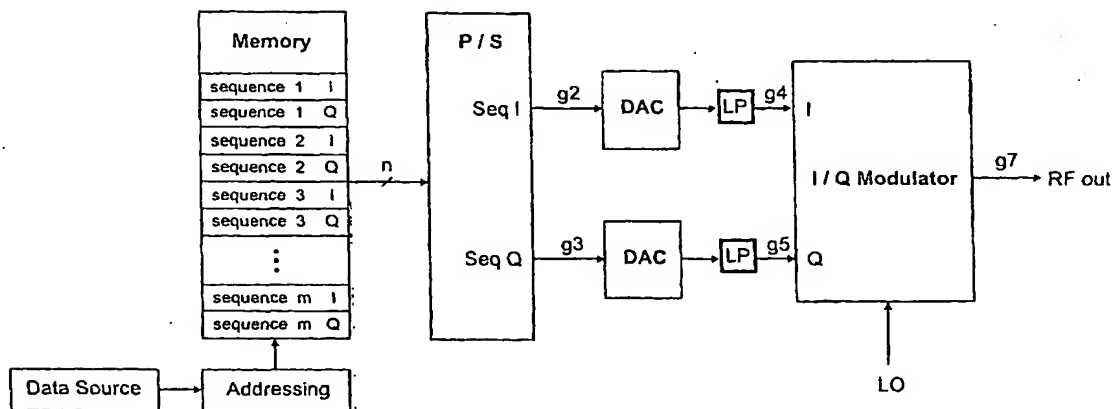 Memory
sequence 1 I
sequence 1 Q
sequence 2 I
sequence 2 Q
sequence 3 I
sequence 3 Q
⋮
sequence m I
sequence m Q
Data Source
Addressing
n
P / S
Seq I
Seq Q
g2
DAC
LP
g4
g3
DAC
LP
g5
I
I / Q Modulator
Q
g7
RF out
LO